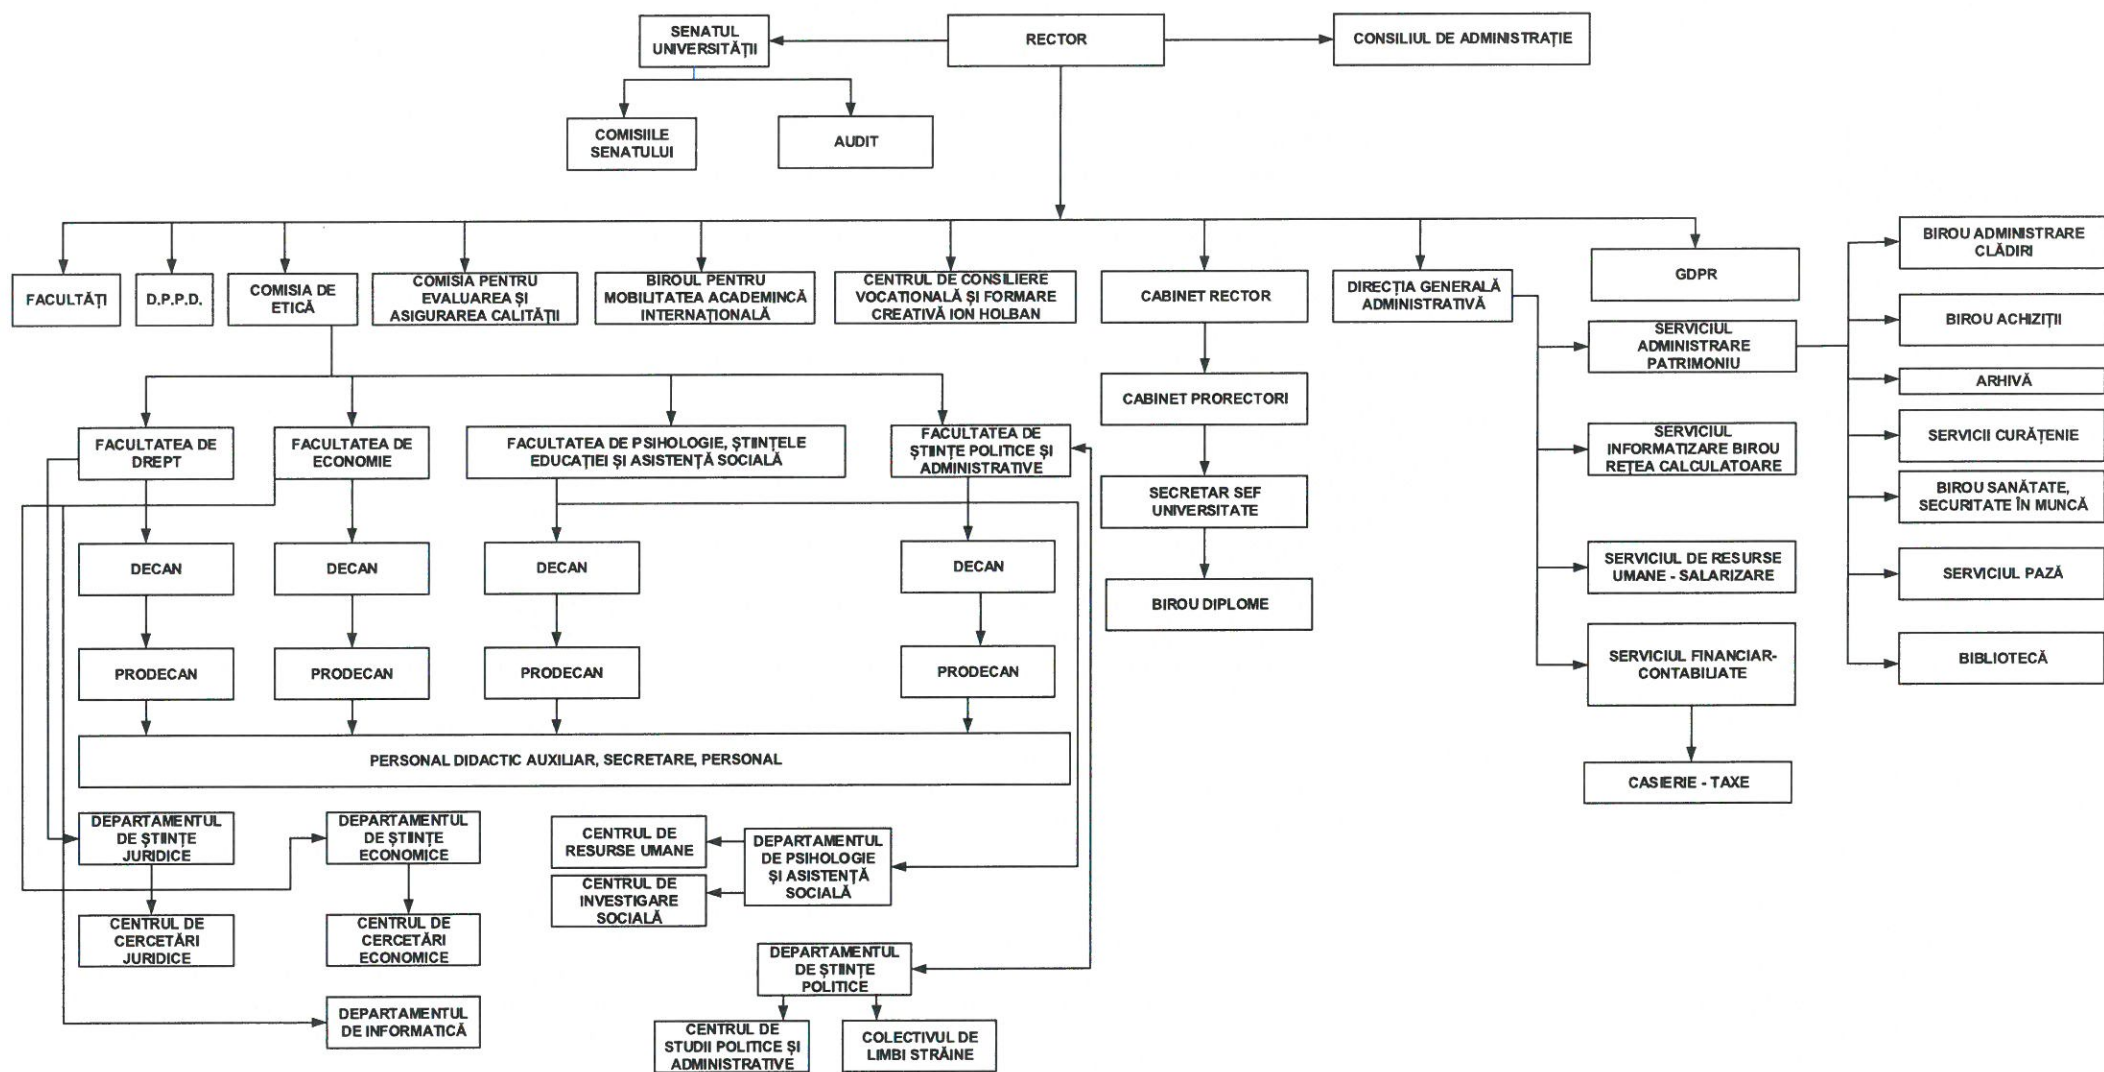 SENATUL
UNIVERSITĂȚII
RECTOR
CONSILIUL DE ADMINISTRAȚIE
COMISIILE
SENATULUI
AUDIT
FACULTĂȚI
D.P.P.D.
COMISIA DE
ETICĂ
COMISIA PENTRU
EVALUAREA ȘI
ASIGURAREA CALITĂȚII
BIROUL PENTRU
MOBILITATEA ACADEMINCĂ
INTERNAȚIONALĂ
CENTRUL DE CONSILIERE
VOCAȚIONALĂ ȘI FORMARE
CREATIVĂ ION HOLBAN
CABINET RECTOR
DIRECȚIA GENERALĂ
ADMINISTRATIVĂ
GDPR
BIROU ADMINISTRARE
CLĂDIRI
SERVICIUL
ADMINISTRARE
PATRIMONIU
BIROU ACHIZIȚII
ARHIVĂ
CABINET PRORECTORI
FACULTATEA DE
DREPT
FACULTATEA DE
ECONOMIE
FACULTATEA DE PSIHOLOGIE, ȘTIINȚELE
EDUCAȚIEI ȘI ASISTENȚĂ SOCIALĂ
FACULTATEA DE
ȘTIINȚE POLITICE ȘI
ADMINISTRATIVE
SERVICIUL
INFORMATIZARE BIROU
REȚEA CALCULATOARE
SERVICII CURĂȚENIE
SECRETAR SEF
UNIVERSITATE
BIROU SANĂTATE,
SECURITATE ÎN MUNCĂ
DECAN
DECAN
DECAN
DECAN
SERVICIUL DE RESURSE
UMANE - SALARIZARE
SERVICIUL PAZĂ
BIROU DIPLOME
PRODECAN
PRODECAN
PRODECAN
PRODECAN
SERVICIUL FINANCIAR-
CONTABILIATE
BIBLIOTECĂ
PERSONAL DIDACTIC AUXILIAR, SECRETARE, PERSONAL
CASIERIE - TAXE
DEPARTAMENTUL
DE ȘTIINȚE
JURIDICE
DEPARTAMENTUL
DE ȘTIINȚE
ECONOMICE
CENTRUL DE
RESURSE UMANE
DEPARTAMENTUL
DE PSIHOLOGIE
ȘI ASISTENȚĂ
SOCIALĂ
CENTRUL DE
INVESTIGARE
SOCIALĂ
CENTRUL DE
CERCETĂRI
JURIDICE
CENTRUL DE
CERCETĂRI
ECONOMICE
DEPARTAMENTUL
DE ȘTIINȚE
POLITICE
DEPARTAMENTUL
DE INFORMATICĂ
CENTRUL DE
STUDII POLITICE ȘI
ADMINISTRATIVE
COLECTIVUL DE
LIMBI STRĂINE